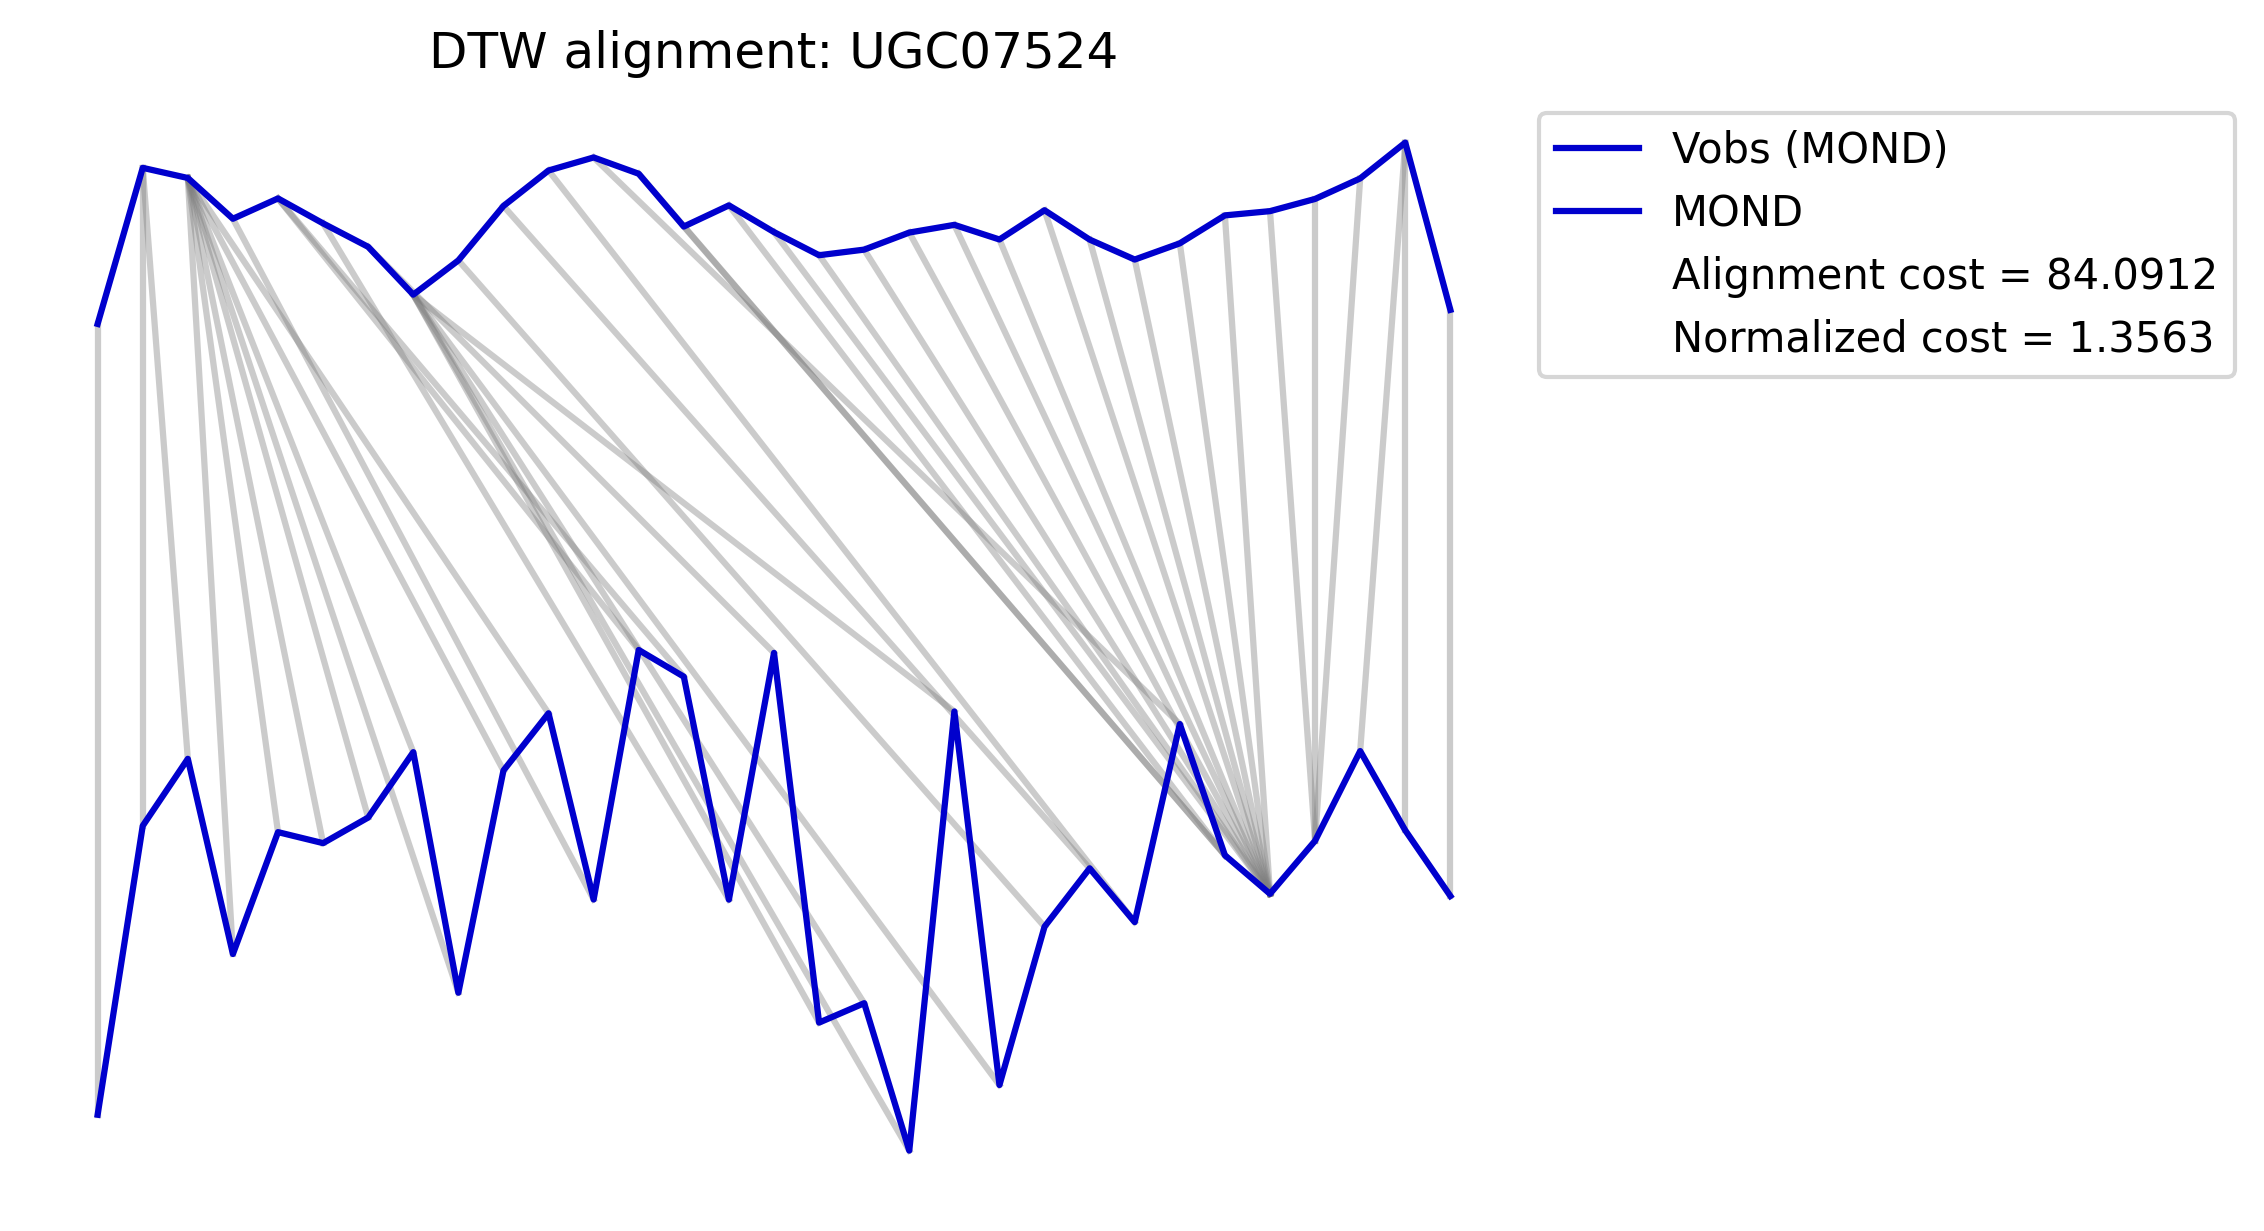 DTW alignment: UGC07524
Vobs (MOND)
MOND
Alignment cost = 84.0912
Normalized cost = 1.3563